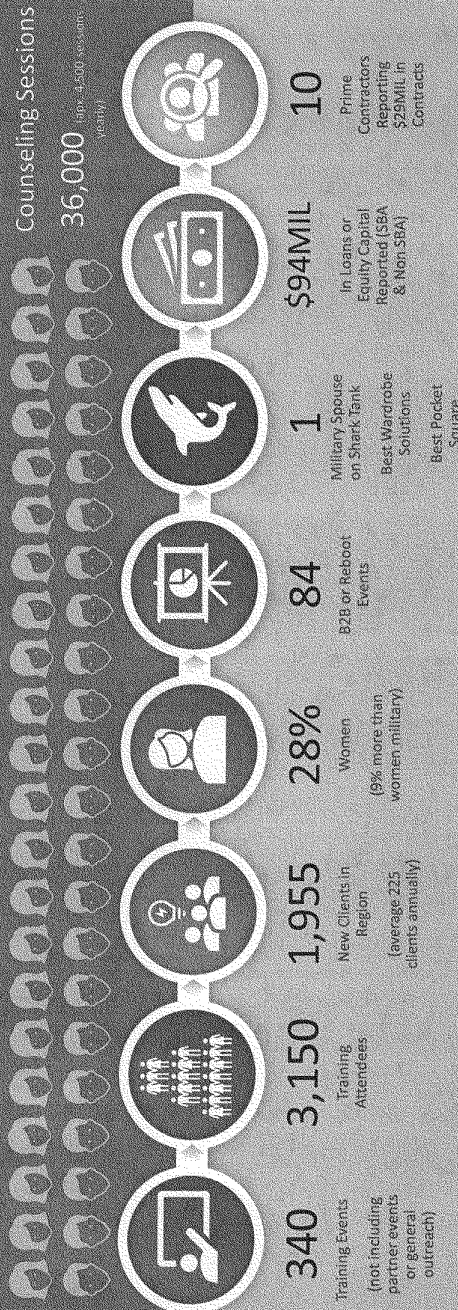 Counseling Sessions
36,000 (apr. 4,500 sessions
yearly)
340
Training Events
(not including
partner events
or general
outreach)
3,150
Training
Attendees
1,955
New Clients in
Region
(average 225
clients annually)
28%
Women
(9% more than
women military)
84
B2B or Reboot
Events
1
Military Spouse
on Shark Tank
Best Wardrobe
Solutions
Best Pocket
Square
$94MIL
In Loans or
Equity Capital
Reported (SBA
& Non SBA)
10
Prime
Contractors
Reporting
$29MIL in
Contracts